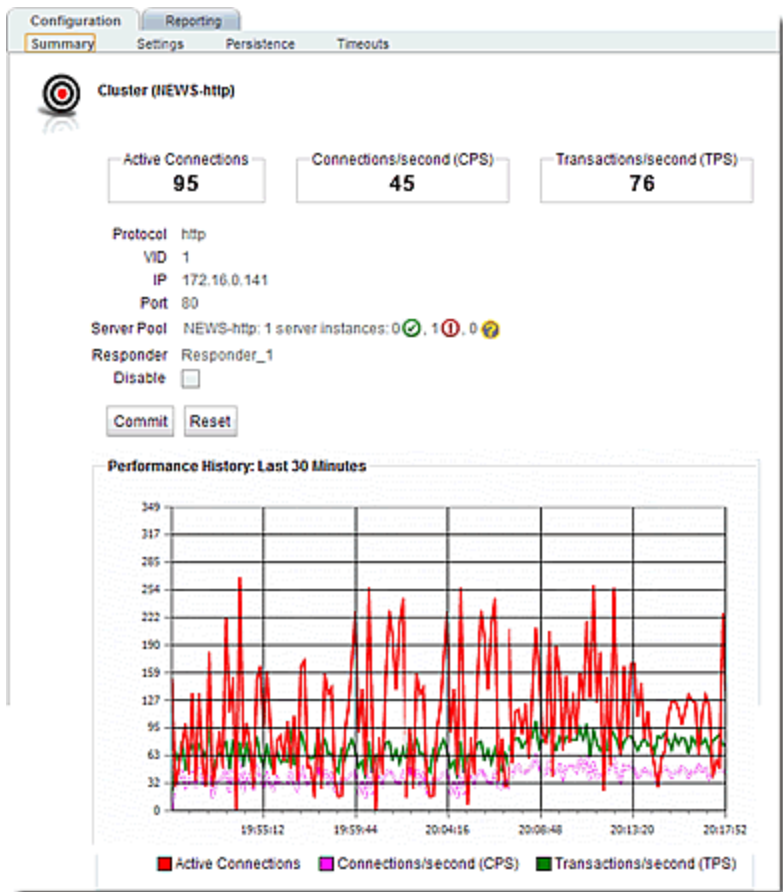 Configuration Reporting
Summary Settings Persistence Timeouts
Cluster (NEWS-http)
Active Connections Connections/second (CPS) Transactions/second (TPS)
95 45 76
Protocol http
VID 1
IP 172.16.0.141
Port 80
Server Pool NEWS-http: 1 server instances: 0 , 1 , 0
Responder Responder_1
Disable
Commit Reset
Performance History: Last 30 Minutes
349
317
285
254
222
190
159
127
95
63
32
0
19:55:12 19:59:44 20:04:16 20:08:48 20:13:20 20:17:52
Active Connections Connections/second (CPS) Transactions/second (TPS)